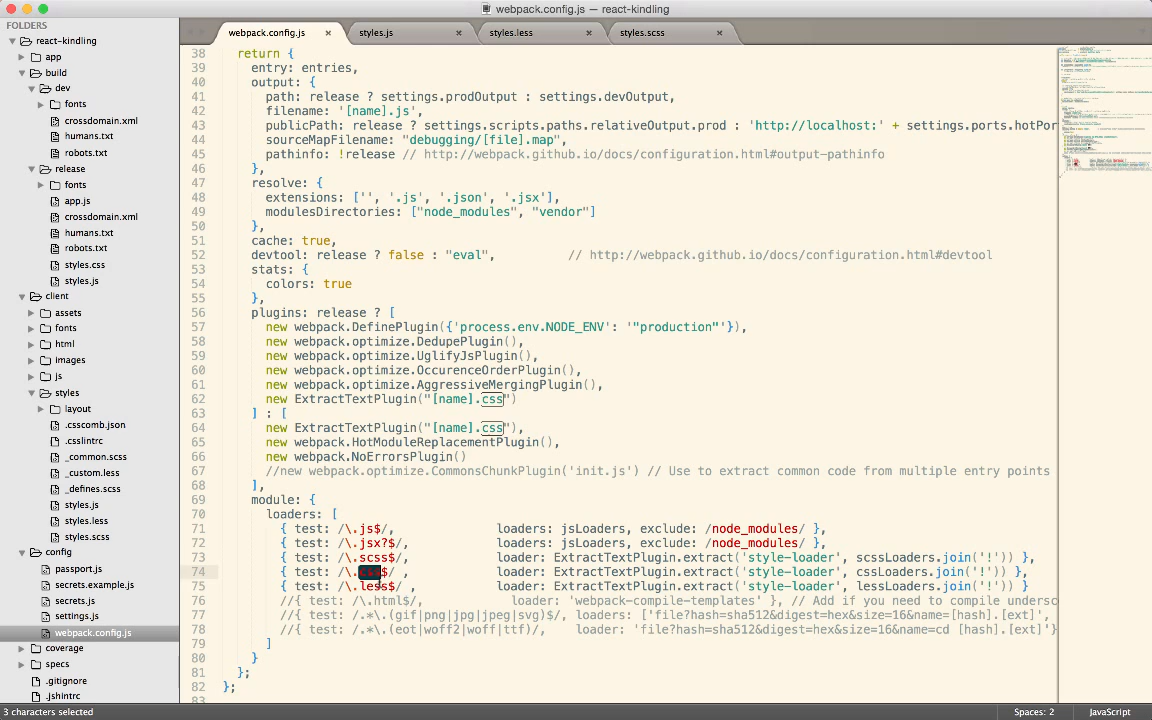 webpack.config.js — react-kindling
FOLDERS
react-kindling
app
build
dev
fonts
crossdomain.xml
humans.txt
robots.txt
release
fonts
app.js
crossdomain.xml
humans.txt
robots.txt
styles.css
styles.js
client
assets
fonts
html
images
js
styles
layout
.csscomb.json
.csslintrc
_common.scss
_custom.less
_defines.scss
styles.js
styles.less
styles.scss
config
passport.js
secrets.example.js
secrets.js
settings.js
webpack.config.js
coverage
specs
.gitignore
.jshintrc
webpack.config.js × styles.js × styles.less × styles.scss ×
38 return {
39 entry: entries,
40 output: {
41 path: release ? settings.prodOutput : settings.devOutput,
42 filename: '[name].js',
43 publicPath: release ? settings.scripts.paths.relativeOutput.prod : 'http://localhost:' + settings.ports.hotPor
44 sourceMapFilename: "debugging/[file].map",
45 pathinfo: !release // http://webpack.github.io/docs/configuration.html#output-pathinfo
46 },
47 resolve: {
48 extensions: ['', '.js', '.json', '.jsx'],
49 modulesDirectories: ["node_modules", "vendor"]
50 },
51 cache: true,
52 devtool: release ? false : "eval", // http://webpack.github.io/docs/configuration.html#devtool
53 stats: {
54 colors: true
55 },
56 plugins: release ? [
57 new webpack.DefinePlugin({'process.env.NODE_ENV': '"production"'}),
58 new webpack.optimize.DedupePlugin(),
59 new webpack.optimize.UglifyJsPlugin(),
60 new webpack.optimize.OccurenceOrderPlugin(),
61 new webpack.optimize.AggressiveMergingPlugin(),
62 new ExtractTextPlugin("[name].css")
63 ] : [
64 new ExtractTextPlugin("[name].css"),
65 new webpack.HotModuleReplacementPlugin(),
66 new webpack.NoErrorsPlugin()
67 //new webpack.optimize.CommonsChunkPlugin('init.js') // Use to extract common code from multiple entry points
68 ],
69 module: {
70 loaders: [
71 { test: /\.js$/, loaders: jsLoaders, exclude: /node_modules/ },
72 { test: /\.jsx?$/, loaders: jsLoaders, exclude: /node_modules/ },
73 { test: /\.scss$/, loader: ExtractTextPlugin.extract('style-loader', scssLoaders.join('!')) },
74 { test: /\.css$/ , loader: ExtractTextPlugin.extract('style-loader', cssLoaders.join('!')) },
75 { test: /\.less$/ , loader: ExtractTextPlugin.extract('style-loader', lessLoaders.join('!')) }
76 //{ test: /\.html$/, loader: 'webpack-compile-templates' }, // Add if you need to compile undersc
77 //{ test: /.*\.(gif|png|jpg|jpeg|svg)$/, loaders: ['file?hash=sha512&digest=hex&size=16&name=[hash].[ext]',
78 //{ test: /.*\.(eot|woff2|woff|ttf)/, loader: 'file?hash=sha512&digest=hex&size=16&name=cd [hash].[ext]'}
79 ]
80 }
81 };
82 };
83
3 characters selected
Spaces: 2 JavaScript